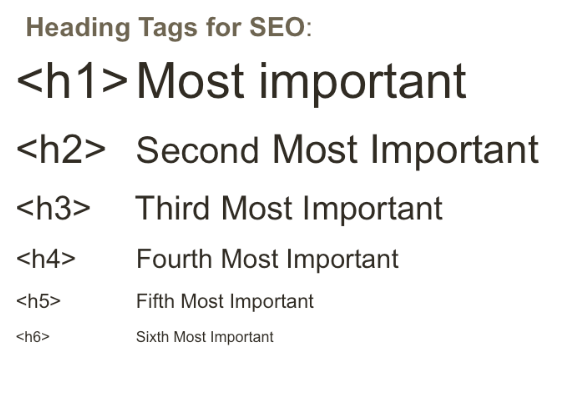 Heading Tags for SEO:
<h1> Most important
<h2> Second Most Important
<h3> Third Most Important
<h4> Fourth Most Important
<h5> Fifth Most Important
<h6> Sixth Most Important